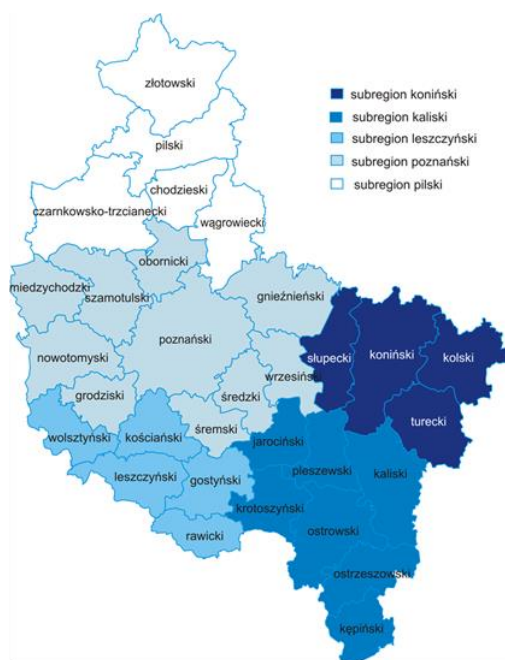 złotowski
subregion koniński
subregion kaliski
subregion leszczyński
subregion poznański
subregion pilski
pilski
chodzieski
czarnkowsko-trzcianecki
wągrowiecki
obornicki
miedzychodzki
szamotulski
gnieźnieński
poznański
słupecki
koniński
kolski
nowotomyski
wrzesiński
grodziski
średzki
turecki
śremski
wolsztyński
kościański
jarociński
leszczyński
gostyński
pleszewski
kaliski
krotoszyński
ostrowski
rawicki
ostrzeszowski
kępiński